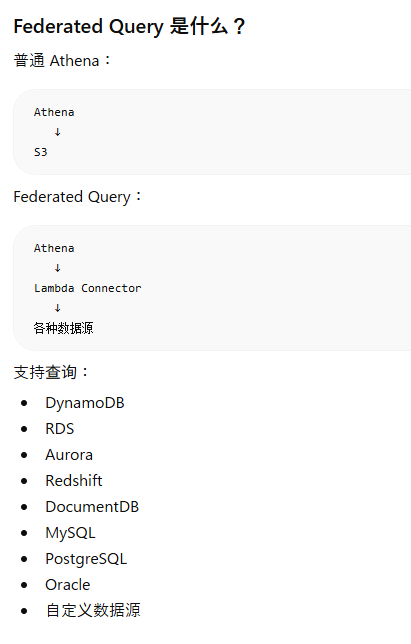 Federated Query 是什么？
普通 Athena：
Athena
↓
S3
Federated Query：
Athena
↓
Lambda Connector
↓
各种数据源
支持查询：
• DynamoDB
• RDS
• Aurora
• Redshift
• DocumentDB
• MySQL
• PostgreSQL
• Oracle
• 自定义数据源